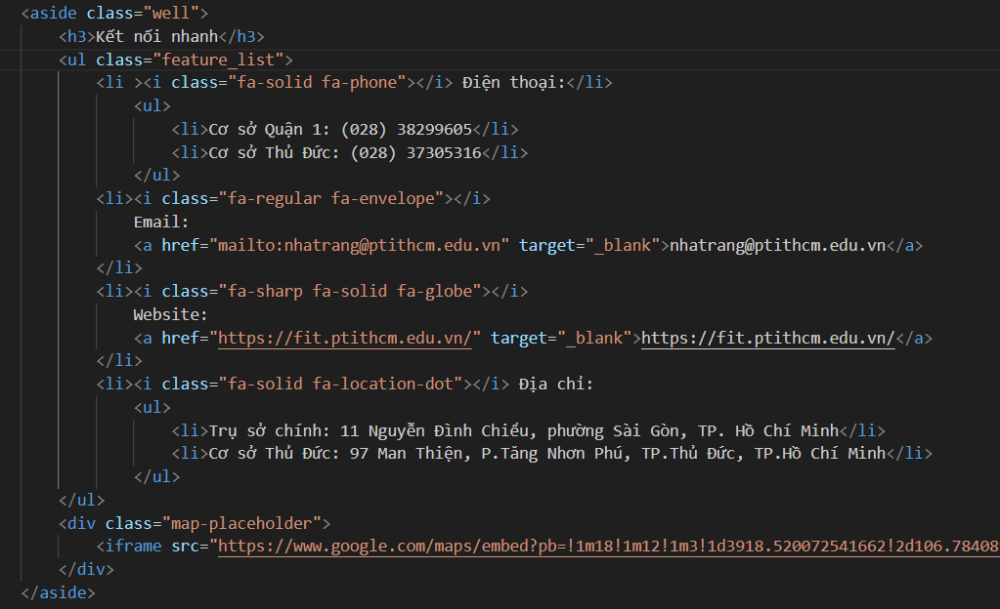 <aside class="well">
<h3>Kết nối nhanh</h3>
<ul class="feature_list">
<li ><i class="fa-solid fa-phone"></i> Điện thoại:</li>
<ul>
<li>Cơ sở Quận 1: (028) 38299605</li>
<li>Cơ sở Thủ Đức: (028) 37305316</li>
</ul>
<li><i class="fa-regular fa-envelope"></i>
Email:
<a href="mailto:nhatrang@ptithcm.edu.vn" target="_blank">nhatrang@ptithcm.edu.vn</a>
</li>
<li><i class="fa-sharp fa-solid fa-globe"></i>
Website:
<a href="https://fit.ptithcm.edu.vn/" target="_blank">https://fit.ptithcm.edu.vn/</a>
</li>
<li><i class="fa-solid fa-location-dot"></i> Địa chỉ:
<ul>
<li>Trụ sở chính: 11 Nguyễn Đình Chiểu, phường Sài Gòn, TP. Hồ Chí Minh</li>
<li>Cơ sở Thủ Đức: 97 Man Thiện, P.Tăng Nhơn Phú, TP.Thủ Đức, TP.Hồ Chí Minh</li>
</ul>
</ul>
<div class="map-placeholder">
<iframe src="https://www.google.com/maps/embed?pb=!1m18!1m12!1m3!1d3918.520072541662!2d106.78408
</div>
</aside>